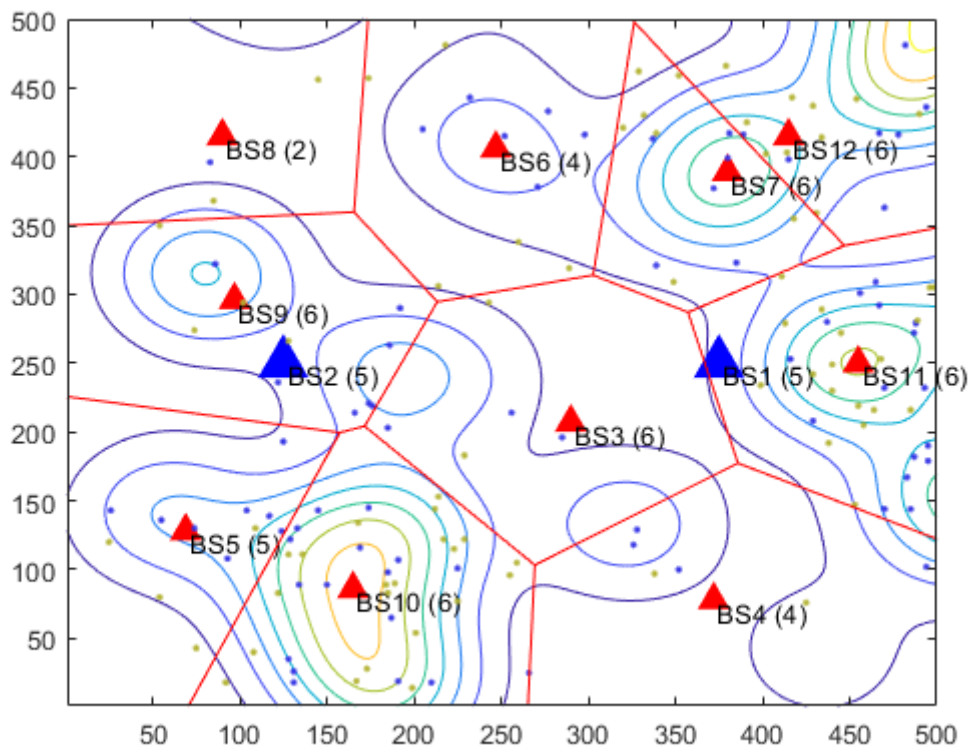 500
450
400
350
300
250
200
150
100
50
BS8 (2)
BS6 (4)
BS12 (6)
BS7 (6)
BS9 (6)
BS2 (5)
BS1 (5)
BS11 (6)
BS3 (6)
BS5 (5)
BS10 (6)
BS4 (4)
50 100 150 200 250 300 350 400 450 500